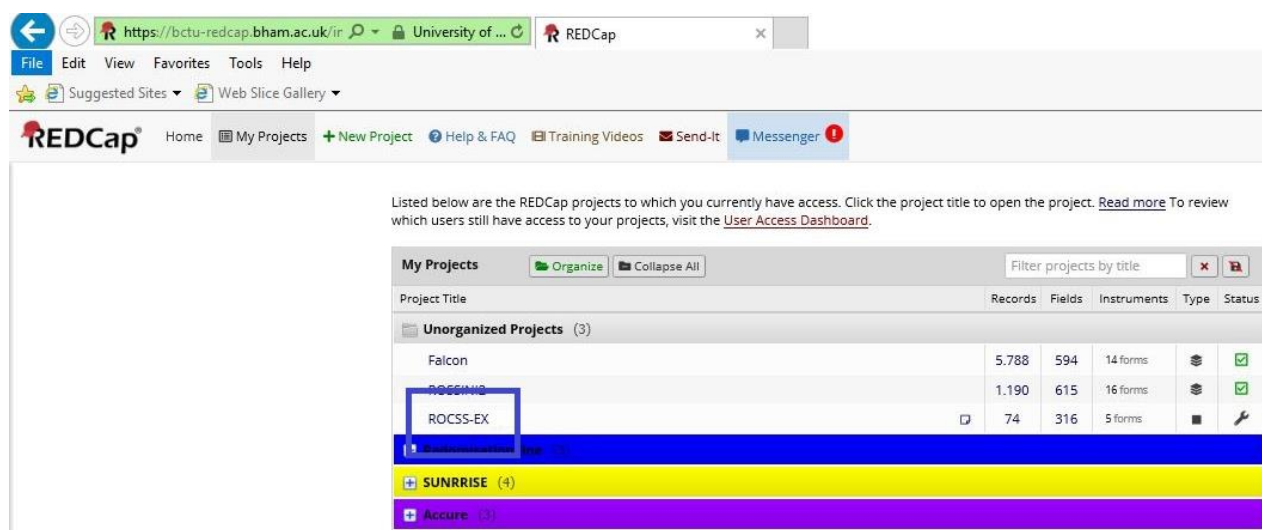 https://bctu-redcap.bham.ac.uk/ir University of ... REDCap
File Edit View Favorites Tools Help
Suggested Sites Web Slice Gallery
REDCap Home My Projects New Project Help & FAQ Training Videos Send-It Messenger
Listed below are the REDCap projects to which you currently have access. Click the project title to open the project. Read more To review
which users still have access to your projects, visit the User Access Dashboard.
My Projects Organize Collapse All Filter projects by title
Project Title Records Fields Instruments Type Status
Unorganized Projects (3)
Falcon 5.788 594 14 forms
1.190 615 16 forms
ROCSS-EX 74 316 5 forms
SUNRRISE (4)
Accure (3)